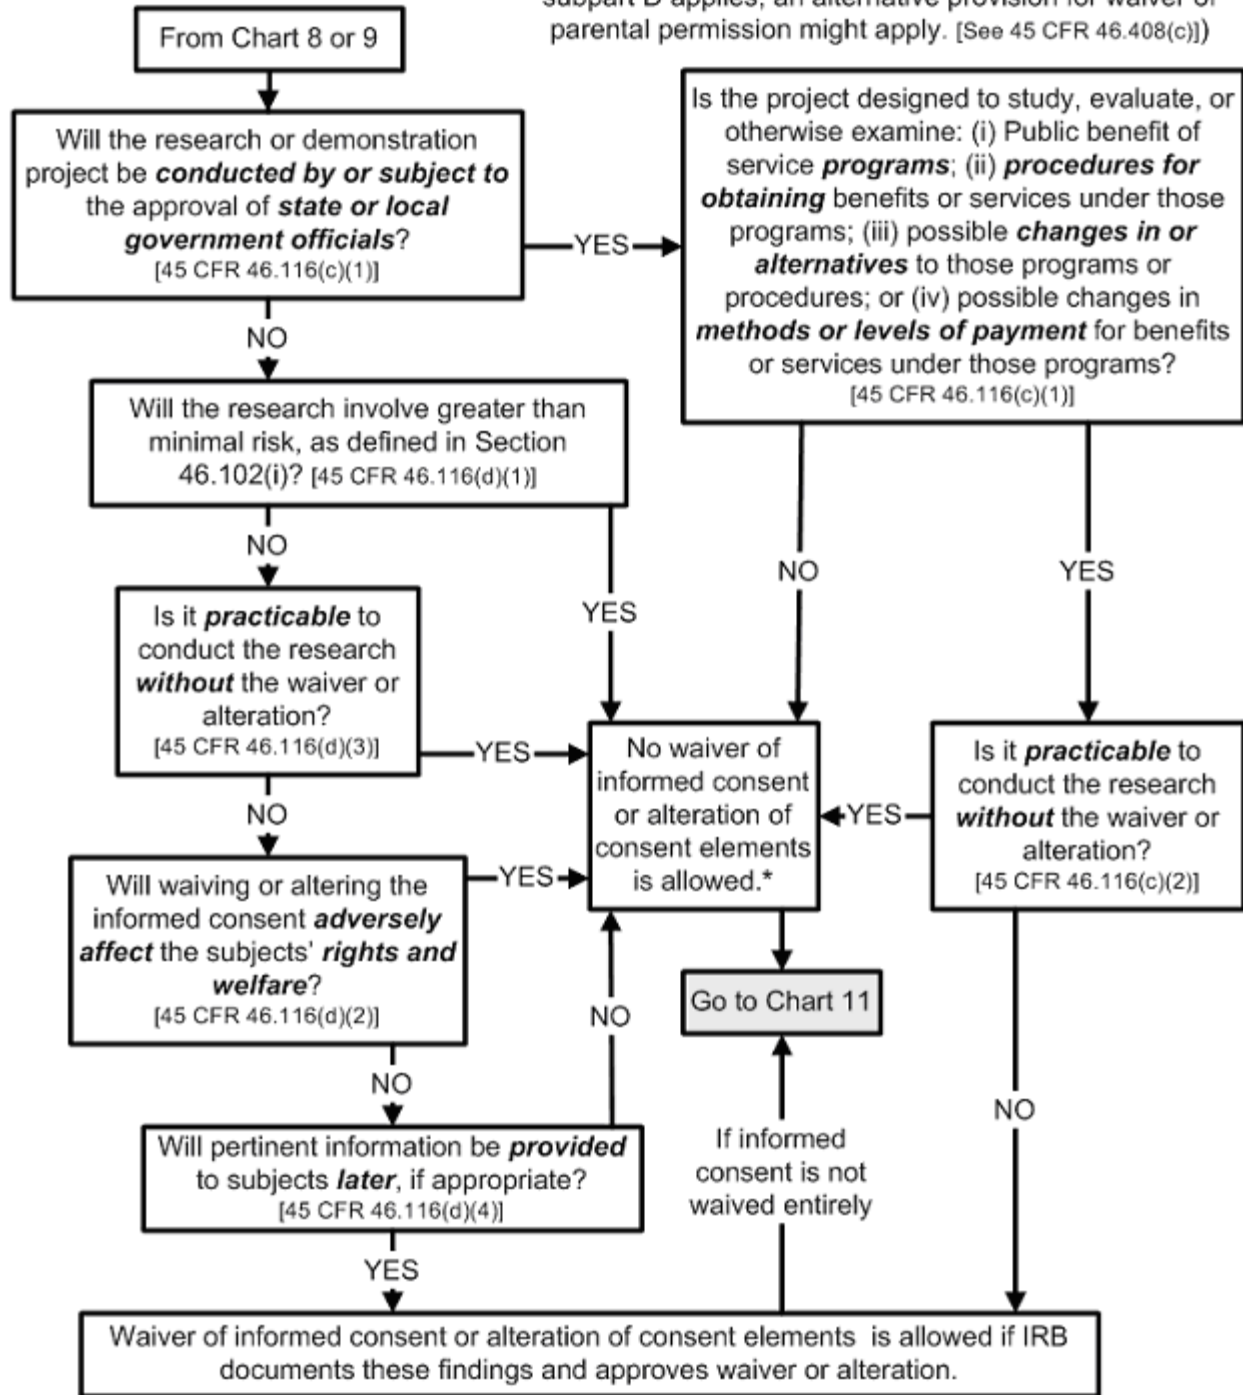 subpart D applies, an alternative provision for waiver of
parental permission might apply. [See 45 CFR 46.408(c)])
From Chart 8 or 9
Will the research or demonstration
project be conducted by or subject to
the approval of state or local
government officials?
[45 CFR 46.116(c)(1)]
YES
Is the project designed to study, evaluate, or
otherwise examine: (i) Public benefit of
service programs; (ii) procedures for
obtaining benefits or services under those
programs; (iii) possible changes in or
alternatives to those programs or
procedures; or (iv) possible changes in
methods or levels of payment for benefits
or services under those programs?
[45 CFR 46.116(c)(1)]
NO
Will the research involve greater than
minimal risk, as defined in Section
46.102(i)? [45 CFR 46.116(d)(1)]
NO
YES
NO
YES
Is it practicable to
conduct the research
without the waiver or
alteration?
[45 CFR 46.116(d)(3)]
YES
No waiver of
informed consent
or alteration of
consent elements
is allowed.*
YES
Is it practicable to
conduct the research
without the waiver or
alteration?
[45 CFR 46.116(c)(2)]
NO
Will waiving or altering the
informed consent adversely
affect the subjects' rights and
welfare?
[45 CFR 46.116(d)(2)]
YES
Go to Chart 11
NO
NO
NO
Will pertinent information be provided
to subjects later, if appropriate?
[45 CFR 46.116(d)(4)]
If informed
consent is not
waived entirely
YES
Waiver of informed consent or alteration of consent elements is allowed if IRB
documents these findings and approves waiver or alteration.